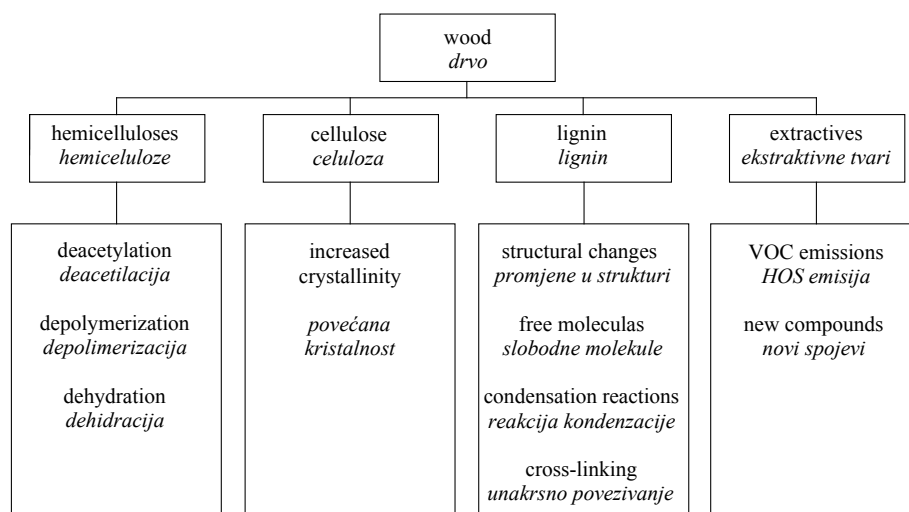 wood
drvo
hemicelluloses
hemiceluloze
cellulose
celuloza
lignin
lignin
extractives
ekstraktivne tvari
deacetylation
deacetilacija
depolymerization
depolimerizacija
dehydration
dehidracija
increased
crystallinity
povećana
kristalnost
structural changes
promjene u strukturi
free moleculas
slobodne molekule
condensation reactions
reakcija kondenzacije
cross-linking
unakrsno povezivanje
VOC emissions
HOS emisija
new compounds
novi spojevi